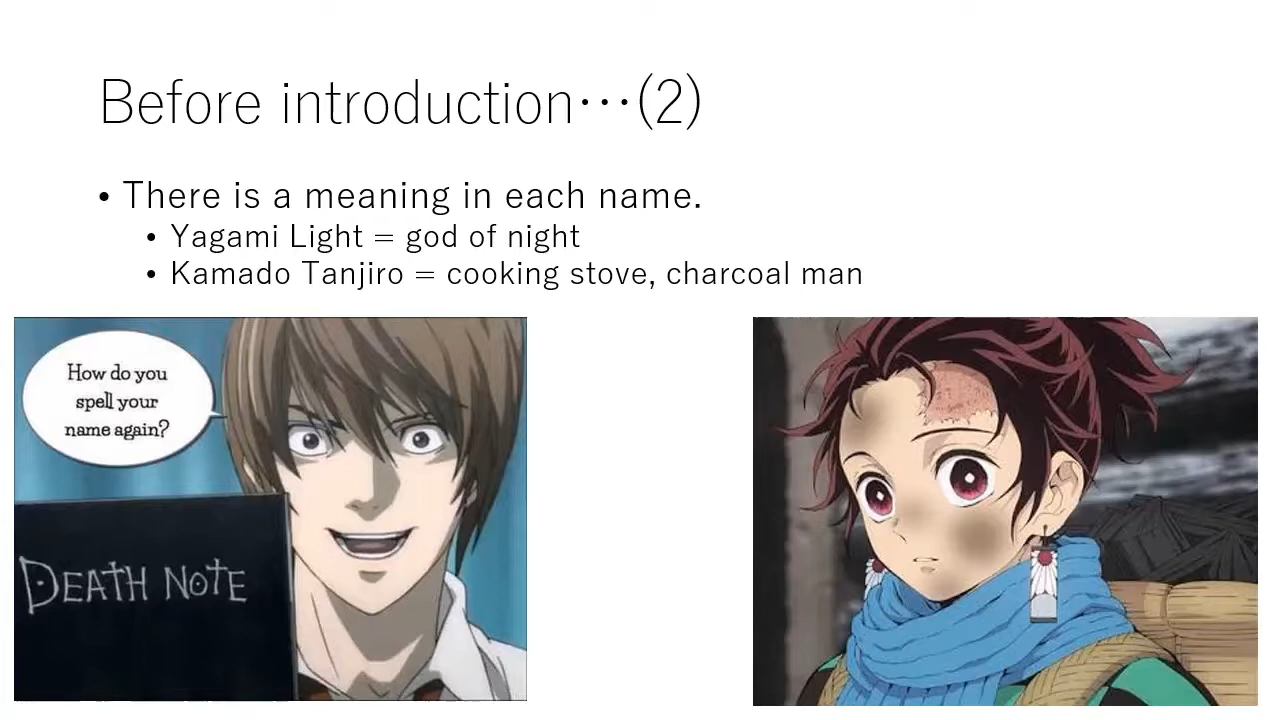 Before introduction…(2)
• There is a meaning in each name.
• Yagami Light = god of night
• Kamado Tanjiro = cooking stove, charcoal man
How do you
spell your
name again?
DEATH NOTE